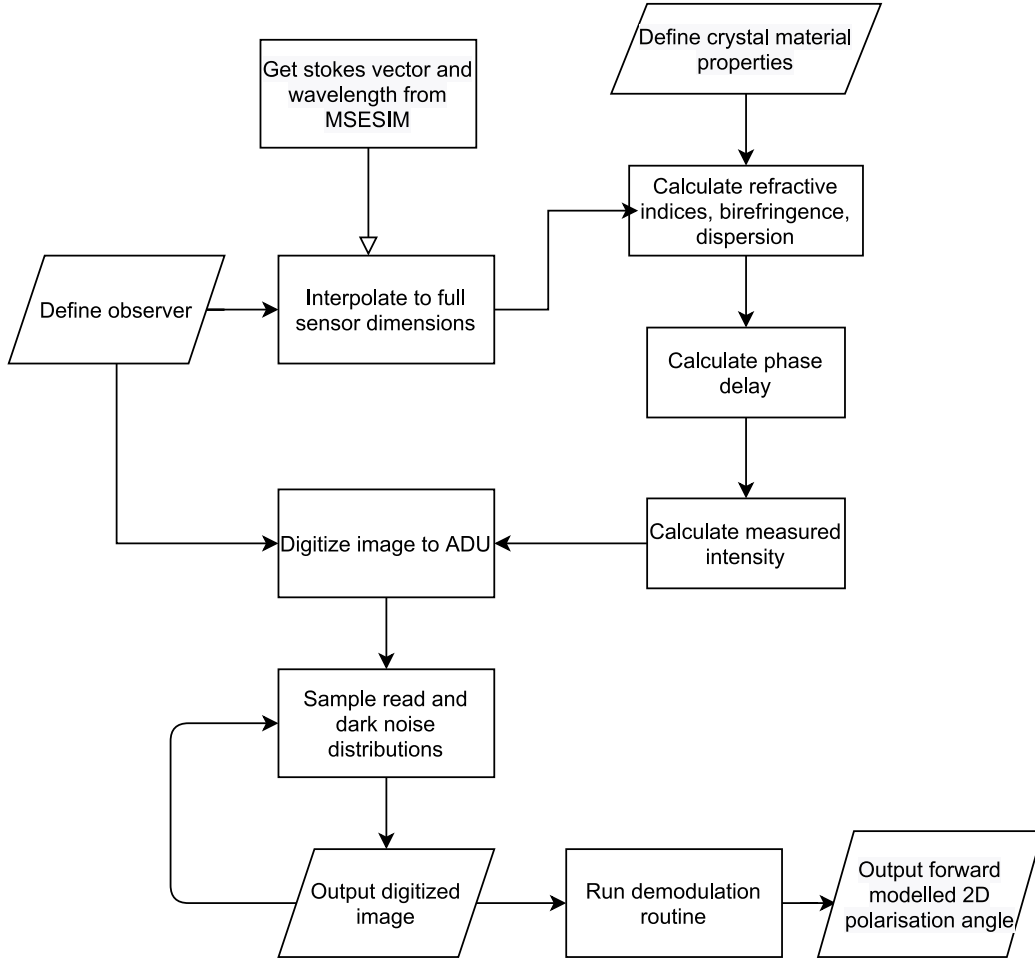 Define crystal material
properties
Get stokes vector and
wavelength from
MSESIM
Calculate refractive
indices, birefringence,
dispersion
Define observer
Interpolate to full
sensor dimensions
Calculate phase
delay
Digitize image to ADU
Calculate measured
intensity
Sample read and
dark noise
distributions
Output digitized
image
Run demodulation
routine
Output forward
modelled 2D
polarisation angle